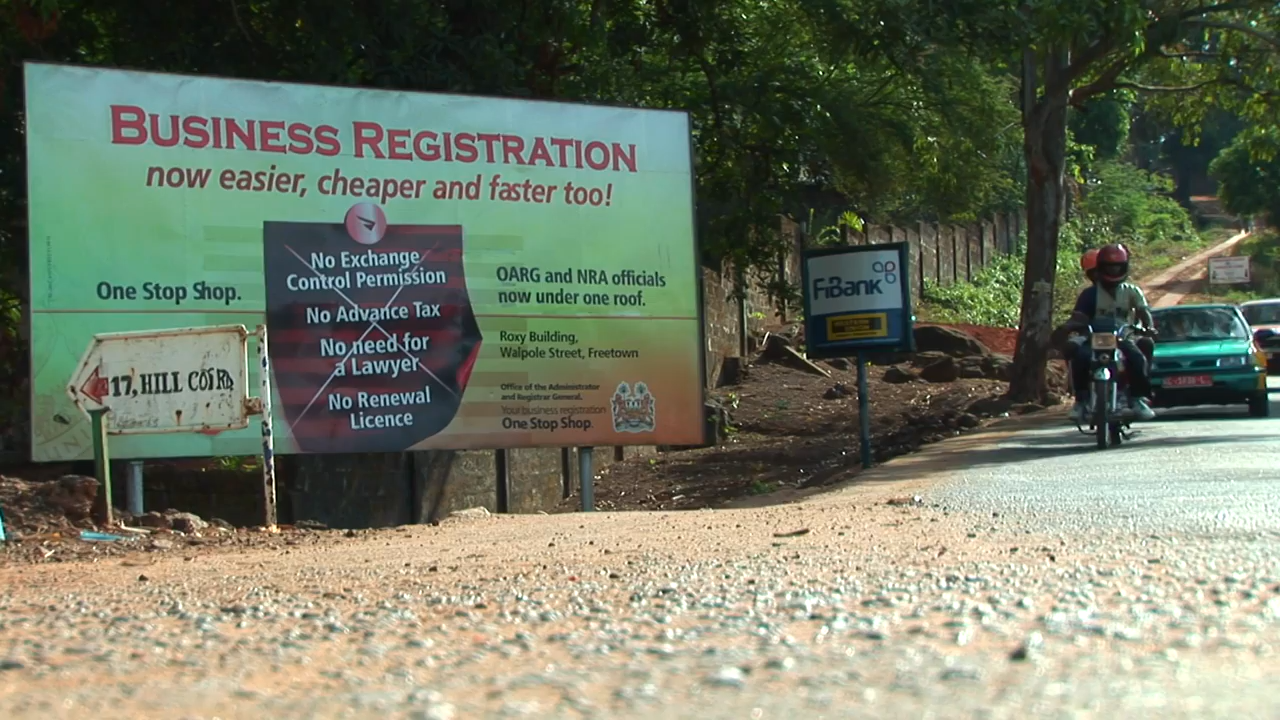 BUSINESS REGISTRATION
now easier, cheaper and faster too!
One Stop Shop.
No Exchange
Control Permission
No Advance Tax
No need for
a Lawyer
No Renewal
Licence
OARG and NRA officials
now under one roof.
Roxy Building,
Walpole Street, Freetown
Office of the Administrator
and Registrar General.
Your business registration
One Stop Shop.
17, HILL COT RD
FiBank